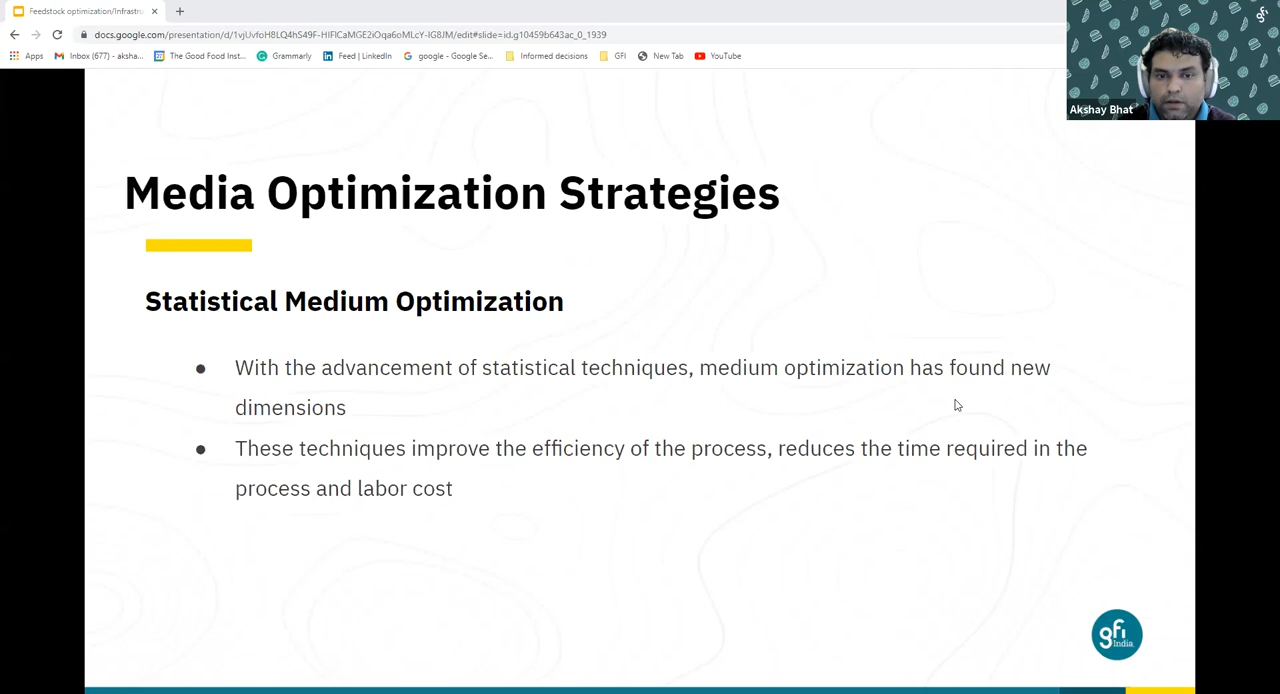 Feedstock optimization/Infrastru
docs.google.com/presentation/d/1vjUvfoH8LQ4hS49F-HIFlCaMGE2iOqa6oMLcY-IG8JM/edit#slide=id.g10459b643ac_0_1939
Apps
Inbox (677) - aksha...
The Good Food Inst...
Grammarly
Feed | LinkedIn
google - Google Se...
Informed decisions
GFI
New Tab
YouTube
gfi
Akshay Bhat
Media Optimization Strategies
Statistical Medium Optimization
● With the advancement of statistical techniques, medium optimization has found new
dimensions
● These techniques improve the efficiency of the process, reduces the time required in the
process and labor cost
gfi
India